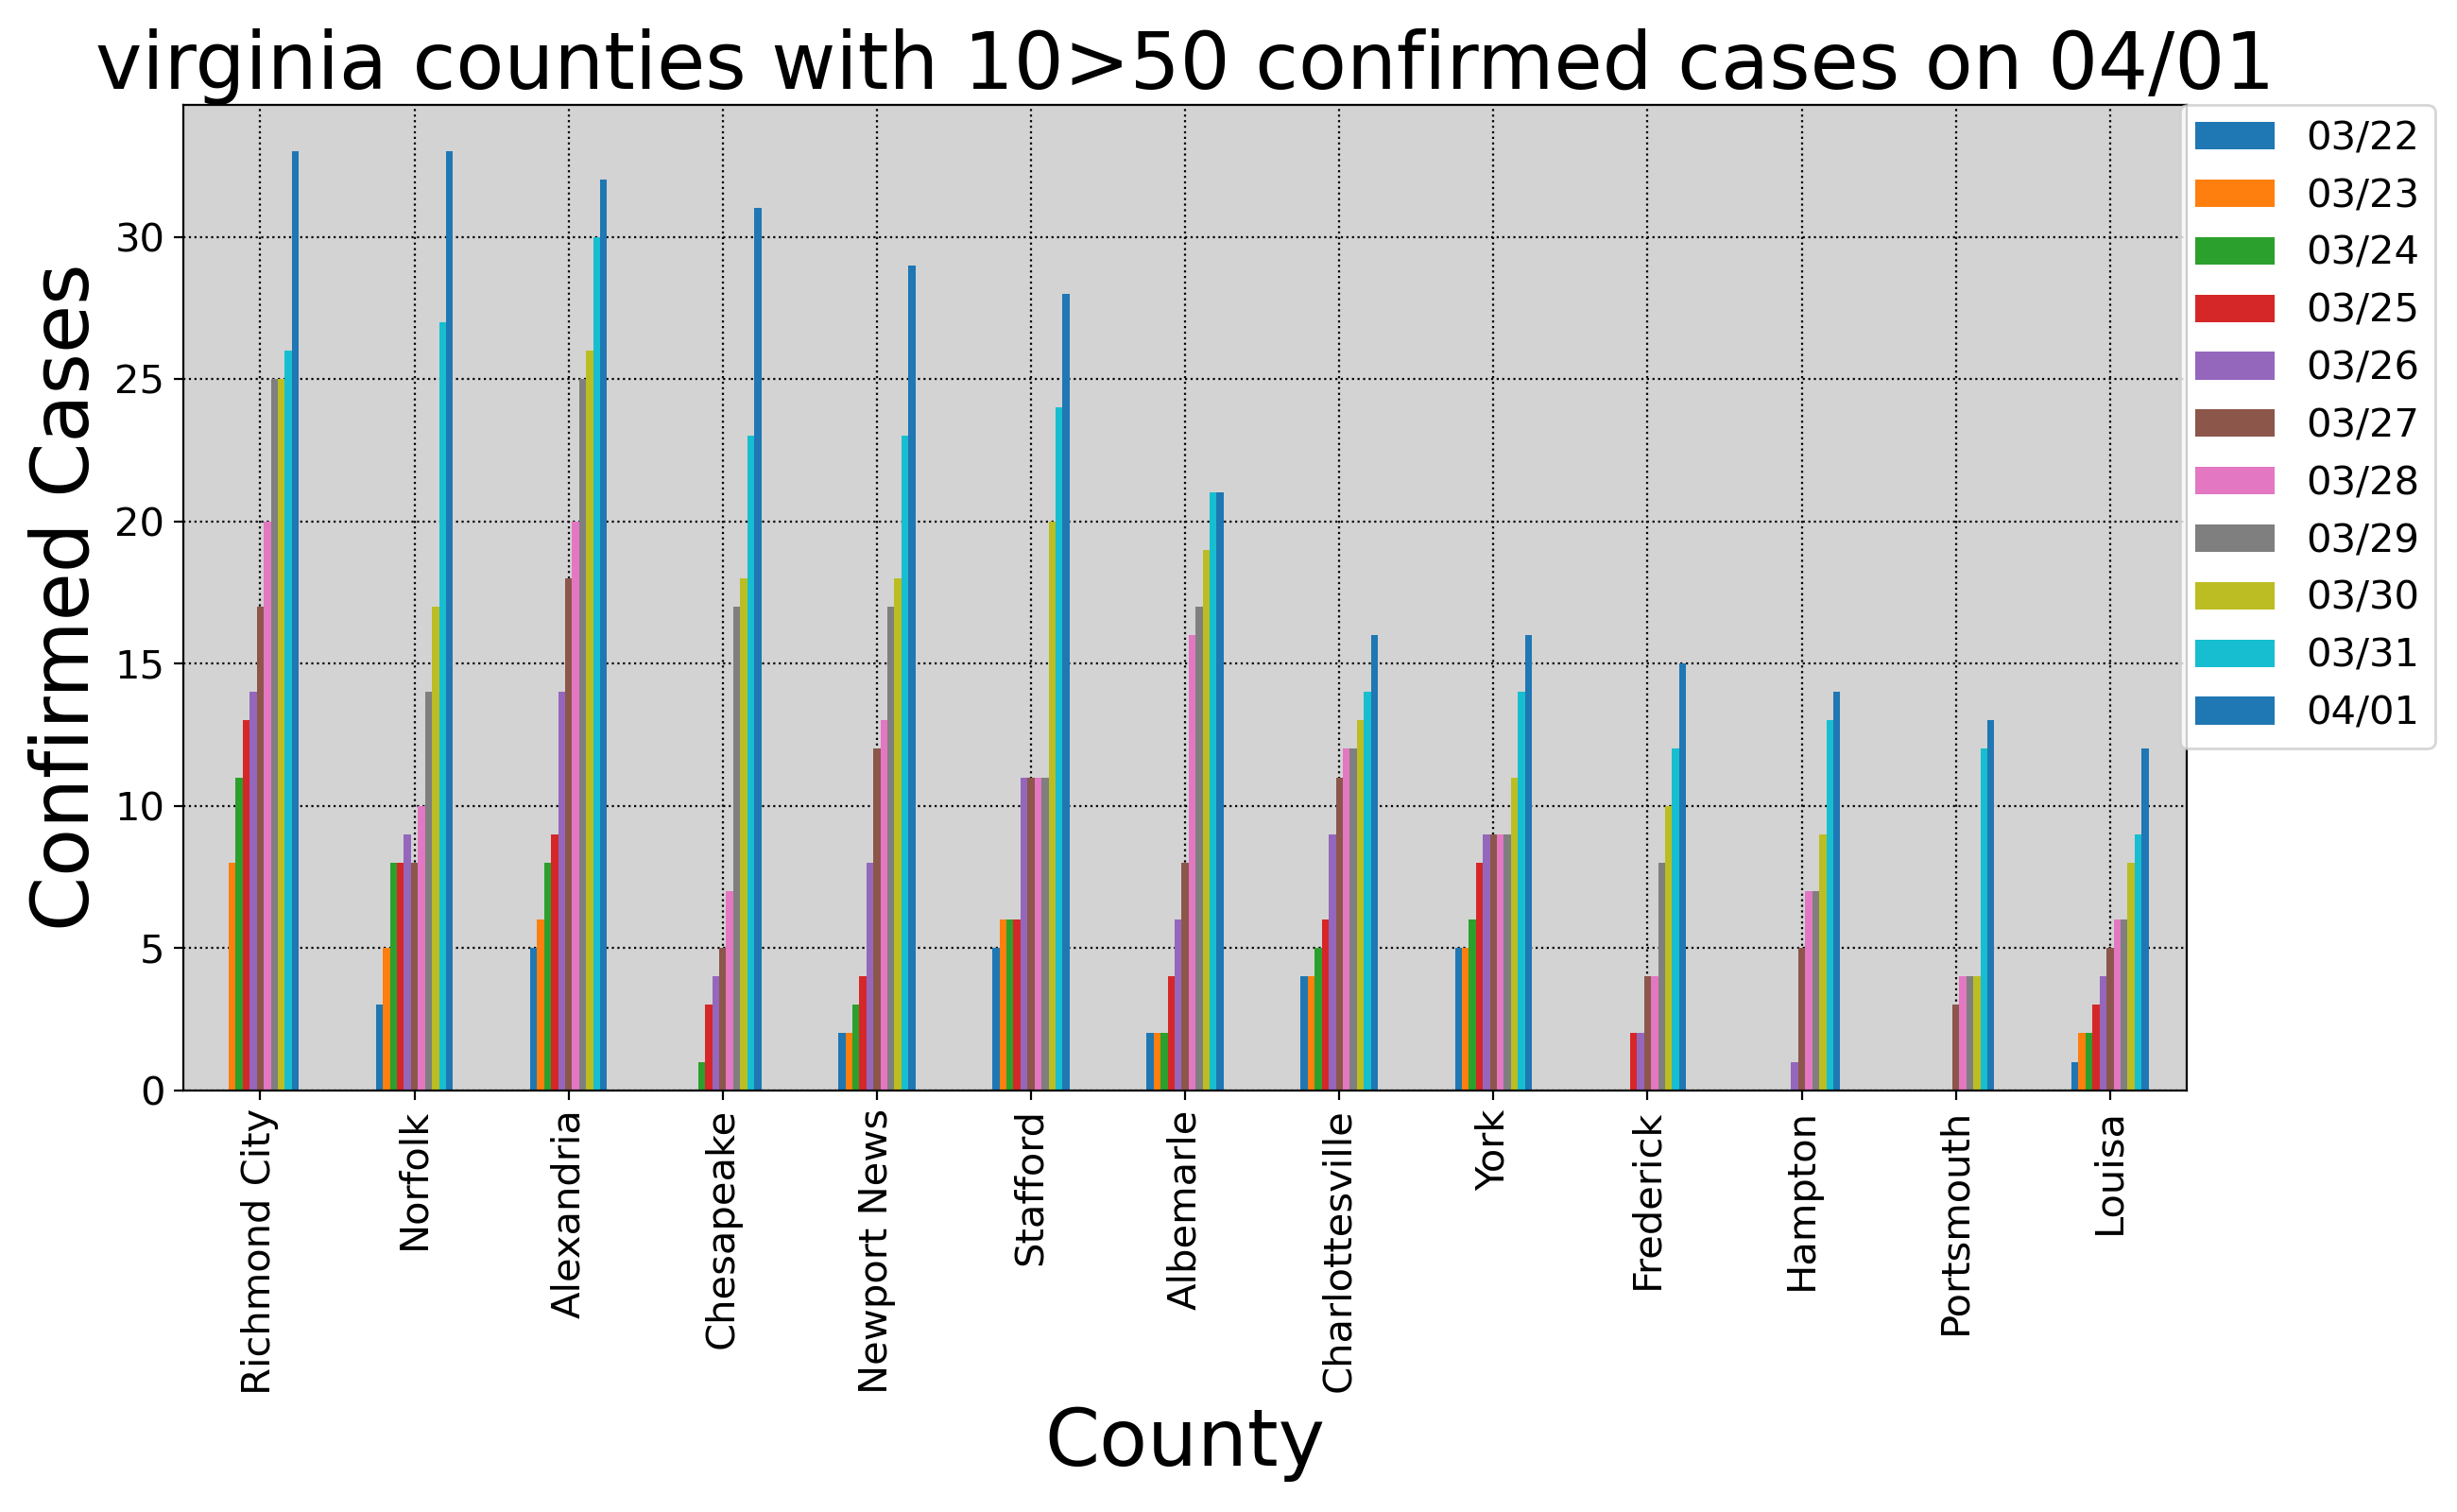 virginia counties with 10>50 confirmed cases on 04/01
Confirmed Cases
30
25
20
15
10
5
0
03/22
03/23
03/24
03/25
03/26
03/27
03/28
03/29
03/30
03/31
04/01
Richmond City
Norfolk
Alexandria
Chesapeake
Newport News
Stafford
Albemarle
Charlottesville
York
Frederick
Hampton
Portsmouth
Louisa
County